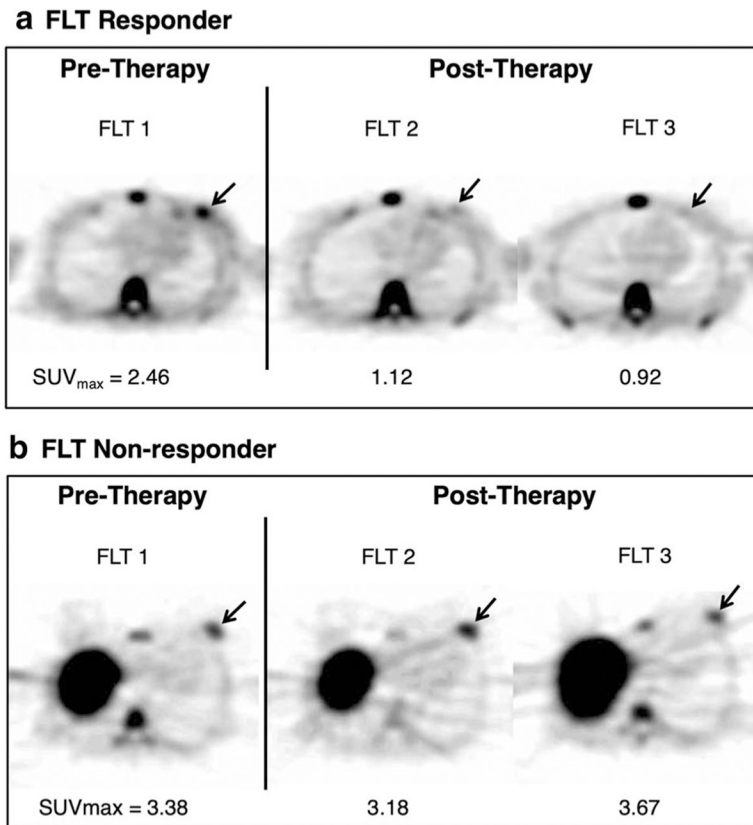 a FLT Responder
Pre-Therapy Post-Therapy
FLT 1 FLT 2 FLT 3
SUVmax = 2.46 1.12 0.92
b FLT Non-responder
Pre-Therapy Post-Therapy
FLT 1 FLT 2 FLT 3
SUVmax = 3.38 3.18 3.67